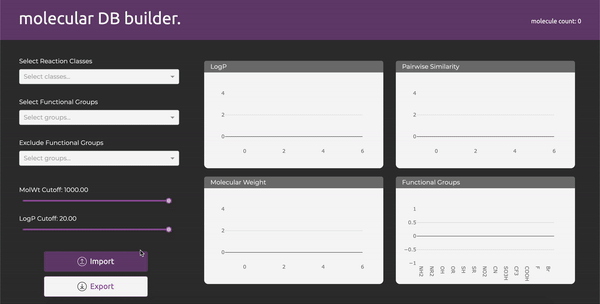 molecular DB builder.
molecule count: 0
Select Reaction Classes
Select classes...
Select Functional Groups
Select groups...
Exclude Functional Groups
Select groups...
MolWt Cutoff: 1000.00
LogP Cutoff: 20.00
Import
Export
LogP
4
2
0
0 2 4 6
Pairwise Similarity
4
2
0
0 2 4 6
Molecular Weight
4
2
0
0 2 4 6
Functional Groups
1
0.5
0
−0.5
−1
NH2 NR2 OH OR SH SR NO2 CN SO3H CF3 COOH F Br